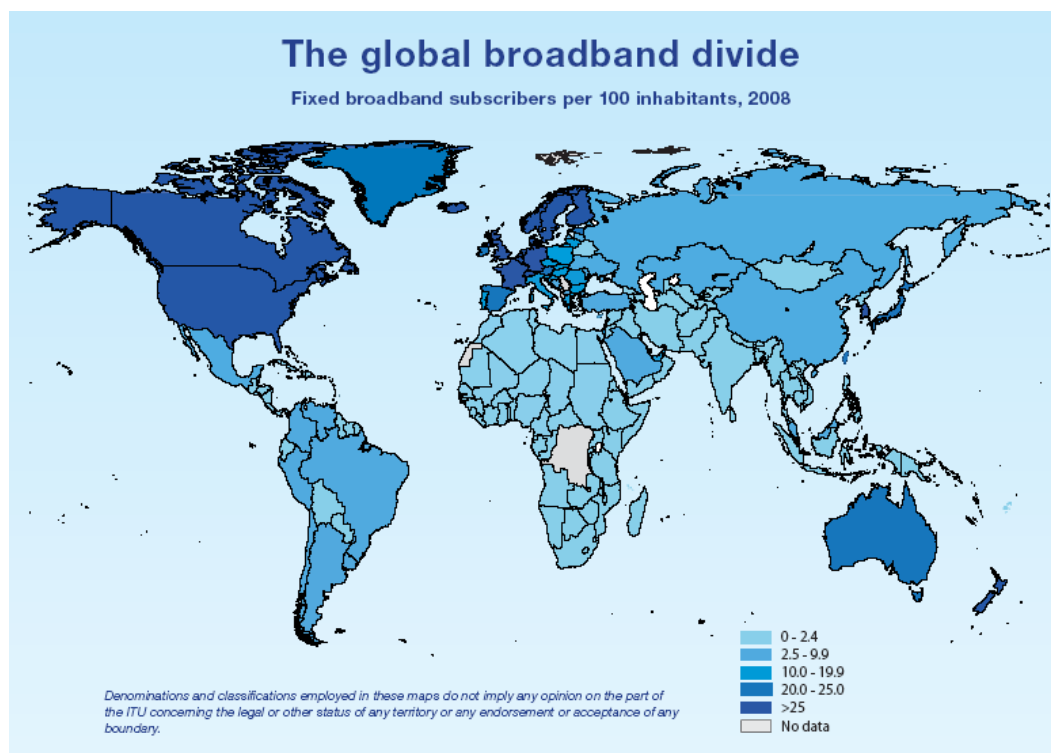 The global broadband divide
Fixed broadband subscribers per 100 inhabitants, 2008
0 - 2.4
2.5 - 9.9
10.0 - 19.9
20.0 - 25.0
>25
No data
Denominations and classifications employed in these maps do not imply any opinion on the part of
the ITU concerning the legal or other status of any territory or any endorsement or acceptance of any
boundary.